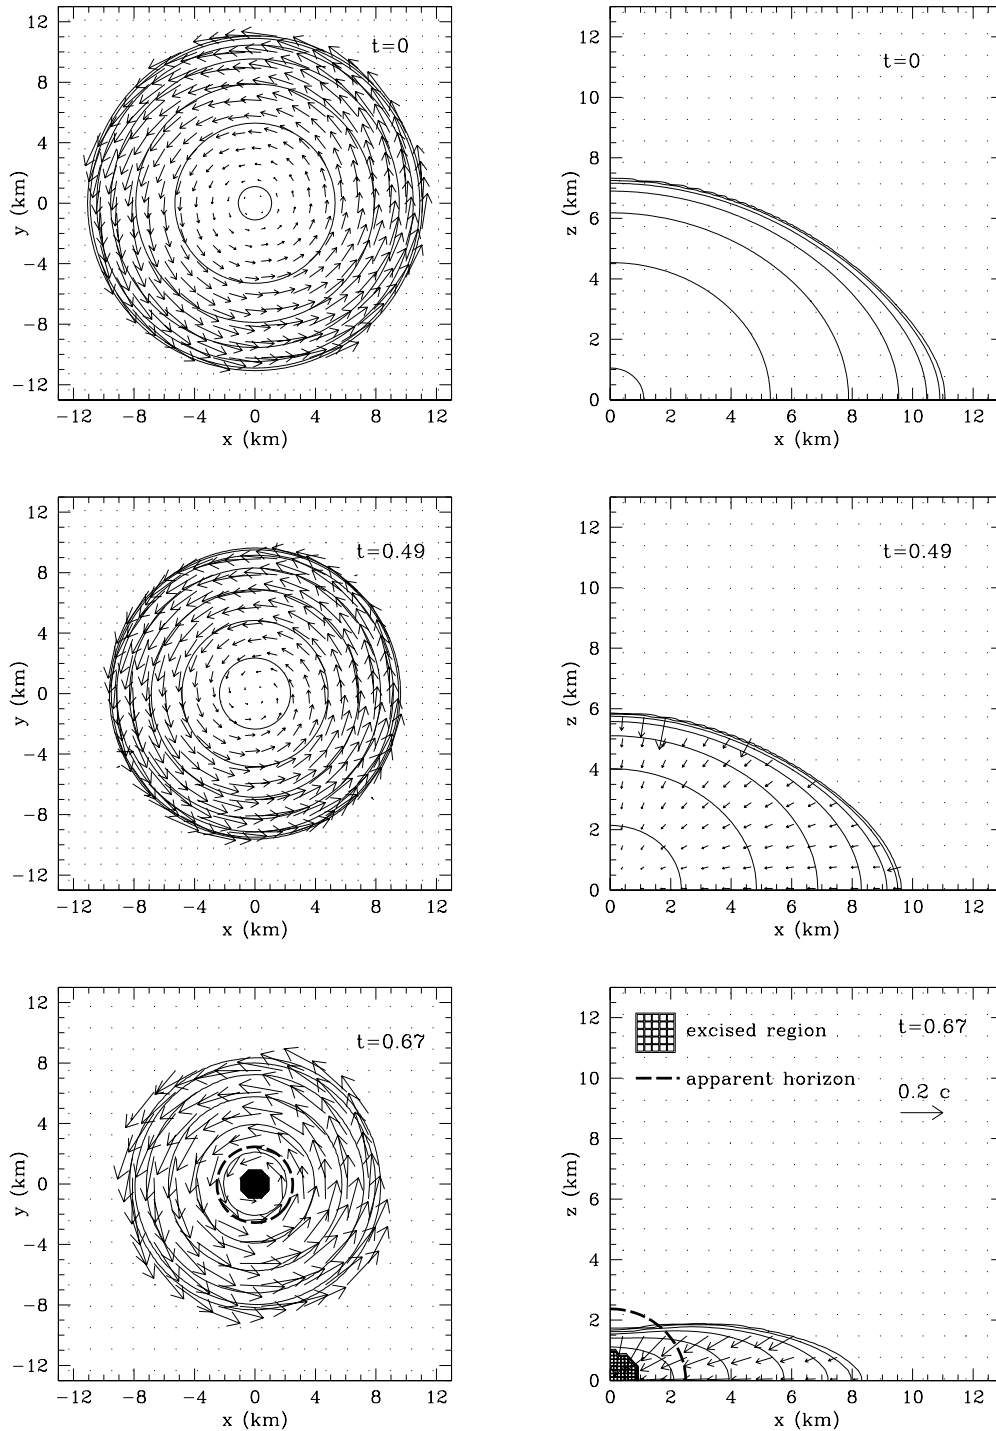 t=0
12
8
4
0
−4
−8
−12
y (km)
−12 −8 −4 0 4 8 12
x (km)
t=0
12
10
8
6
4
2
0
z (km)
0 2 4 6 8 10 12
x (km)
t=0.49
12
8
4
0
−4
−8
−12
y (km)
−12 −8 −4 0 4 8 12
x (km)
t=0.49
12
10
8
6
4
2
0
z (km)
0 2 4 6 8 10 12
x (km)
t=0.67
12
8
4
0
−4
−8
−12
y (km)
−12 −8 −4 0 4 8 12
x (km)
excised region
t=0.67
apparent horizon
0.2 c
12
10
8
6
4
2
0
z (km)
0 2 4 6 8 10 12
x (km)